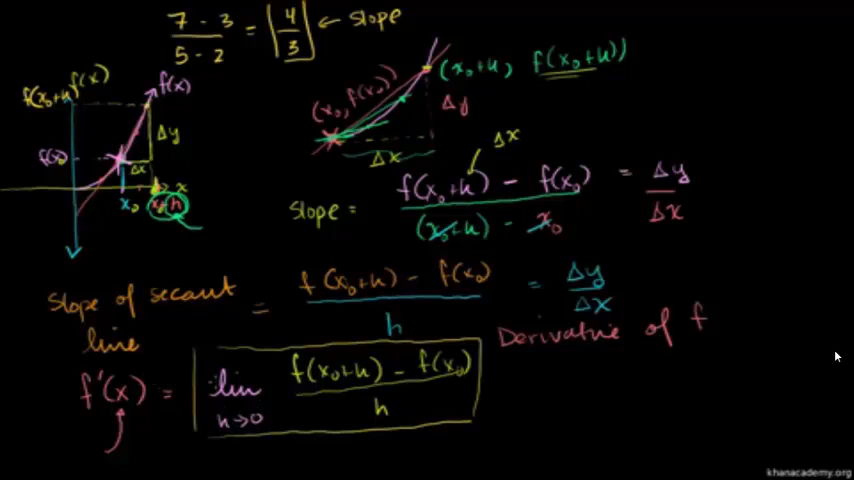 7 - 3
5 - 2
= | 4/3 | ← slope
f(x₀+h) f(x)
f(x)
Δy
f(x)
Δx
x
x₀
x₀+h
(x₀, f(x₀))
(x₀+h, f(x₀+h))
Δy
Δx
Δx
slope = f(x₀+h) - f(x₀) = Δy
(x₀+h) - x₀ Δx
slope of secant line = f(x₀+h) - f(x₀) = Δy
h Δx
Derivative of f
f'(x) = lim f(x₀+h) - f(x₀)
h→0 h
khanacademy.org